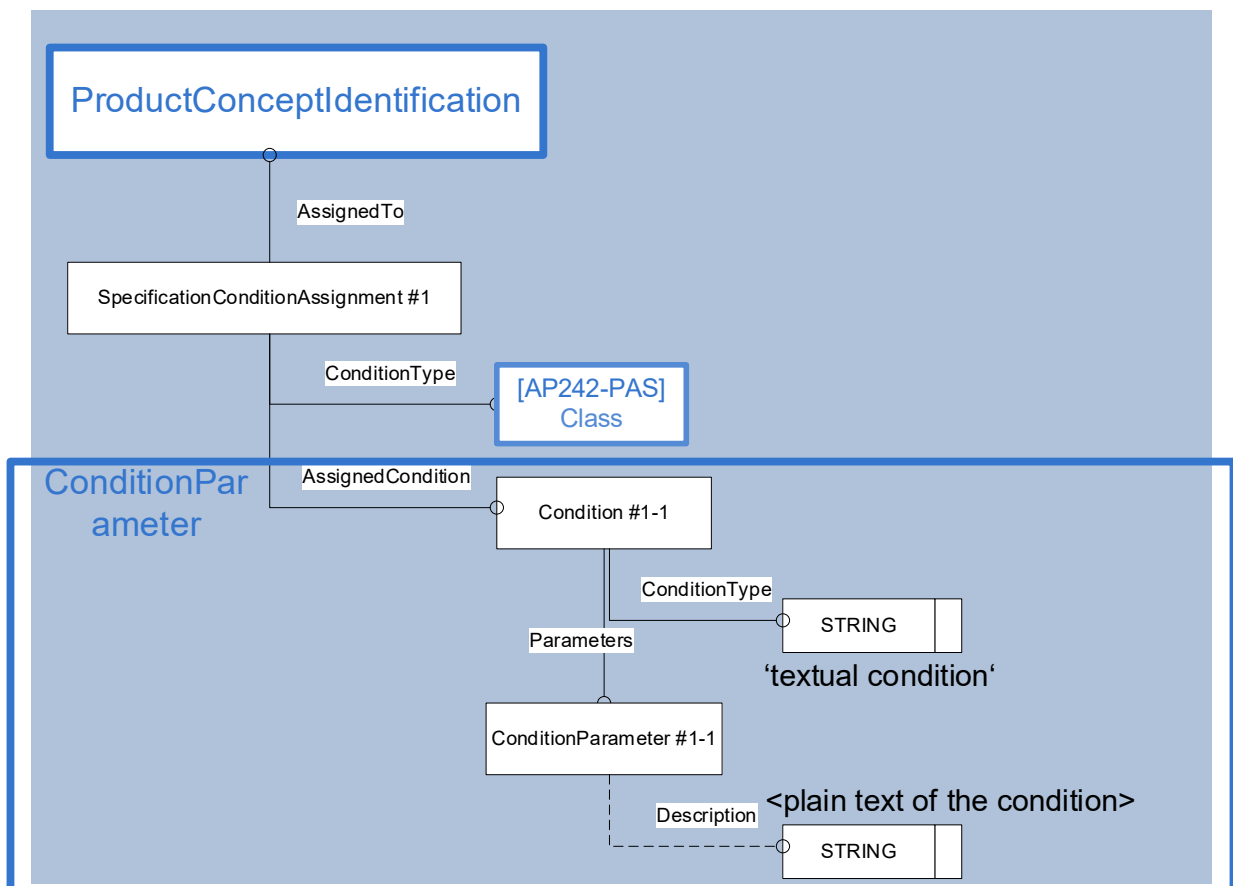 ProductConceptIdentification
AssignedTo
SpecificationConditionAssignment #1
ConditionType
[AP242-PAS]
Class
ConditionPar
ameter
AssignedCondition
Condition #1-1
ConditionType
STRING
Parameters
‘textual condition‘
ConditionParameter #1-1
<plain text of the condition>
Description
STRING